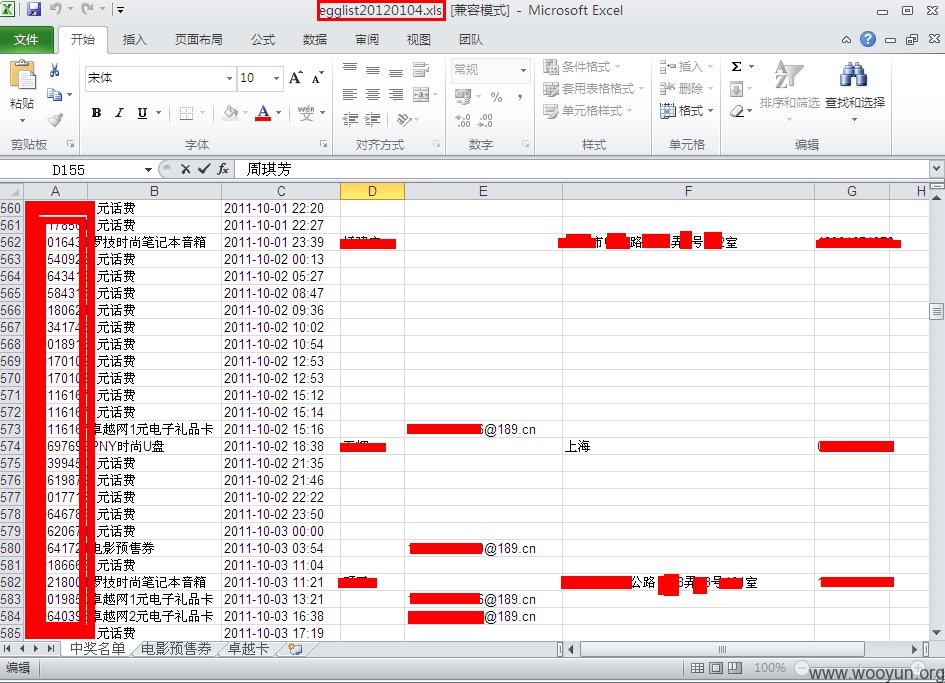 egglist20120104.xls [兼容模式] - Microsoft Excel
文件 开始 插入 页面布局 公式 数据 审阅 视图 团队
宋体 10 常规 条件格式 插入 Σ
粘贴 套用表格格式 删除 排序和筛选 查找和选择
B I U A 单元格样式 格式
剪贴板 字体 对齐方式 数字 样式 单元格 编辑
D155 fx 周琪芳
A B C D E F G H
560 元话费 2011-10-01 22:20
561 元话费 2011-10-01 22:27
562 01643 罗技时尚笔记本音箱 2011-10-01 23:39 市 路 弄 号 2室
563 54092 元话费 2011-10-02 00:13
564 64341 元话费 2011-10-02 05:27
565 58431 元话费 2011-10-02 08:47
566 18062 元话费 2011-10-02 09:36
567 34174 元话费 2011-10-02 10:02
568 01891 元话费 2011-10-02 10:54
569 17010 元话费 2011-10-02 12:53
570 17010 元话费 2011-10-02 12:53
571 11616 元话费 2011-10-02 15:12
572 11616 元话费 2011-10-02 15:14
573 11616 卓越网1元电子礼品卡 2011-10-02 15:16 @189.cn
574 69769 PNY时尚U盘 2011-10-02 18:38 上海
575 39945 元话费 2011-10-02 21:35
576 61987 元话费 2011-10-02 21:46
577 01771 元话费 2011-10-02 22:22
578 64678 元话费 2011-10-02 23:50
579 62067 元话费 2011-10-03 00:00
580 64172 电影预售券 2011-10-03 03:54 @189.cn
581 18666 元话费 2011-10-03 11:04
582 21800 罗技时尚笔记本音箱 2011-10-03 11:21 公路 弄 号 室
583 01985 卓越网1元电子礼品卡 2011-10-03 13:21 @189.cn
584 64039 卓越网2元电子礼品卡 2011-10-03 16:38 @189.cn
585 元话费 2011-10-03 17:19
中奖名单 电影预售券 卓越卡
编辑 100%
www.wooyun.org